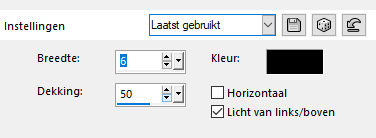 Instellingen Laatst gebruikt
Breedte: 6 Kleur:
Dekking: 50 Horizontaal
Licht van links/boven